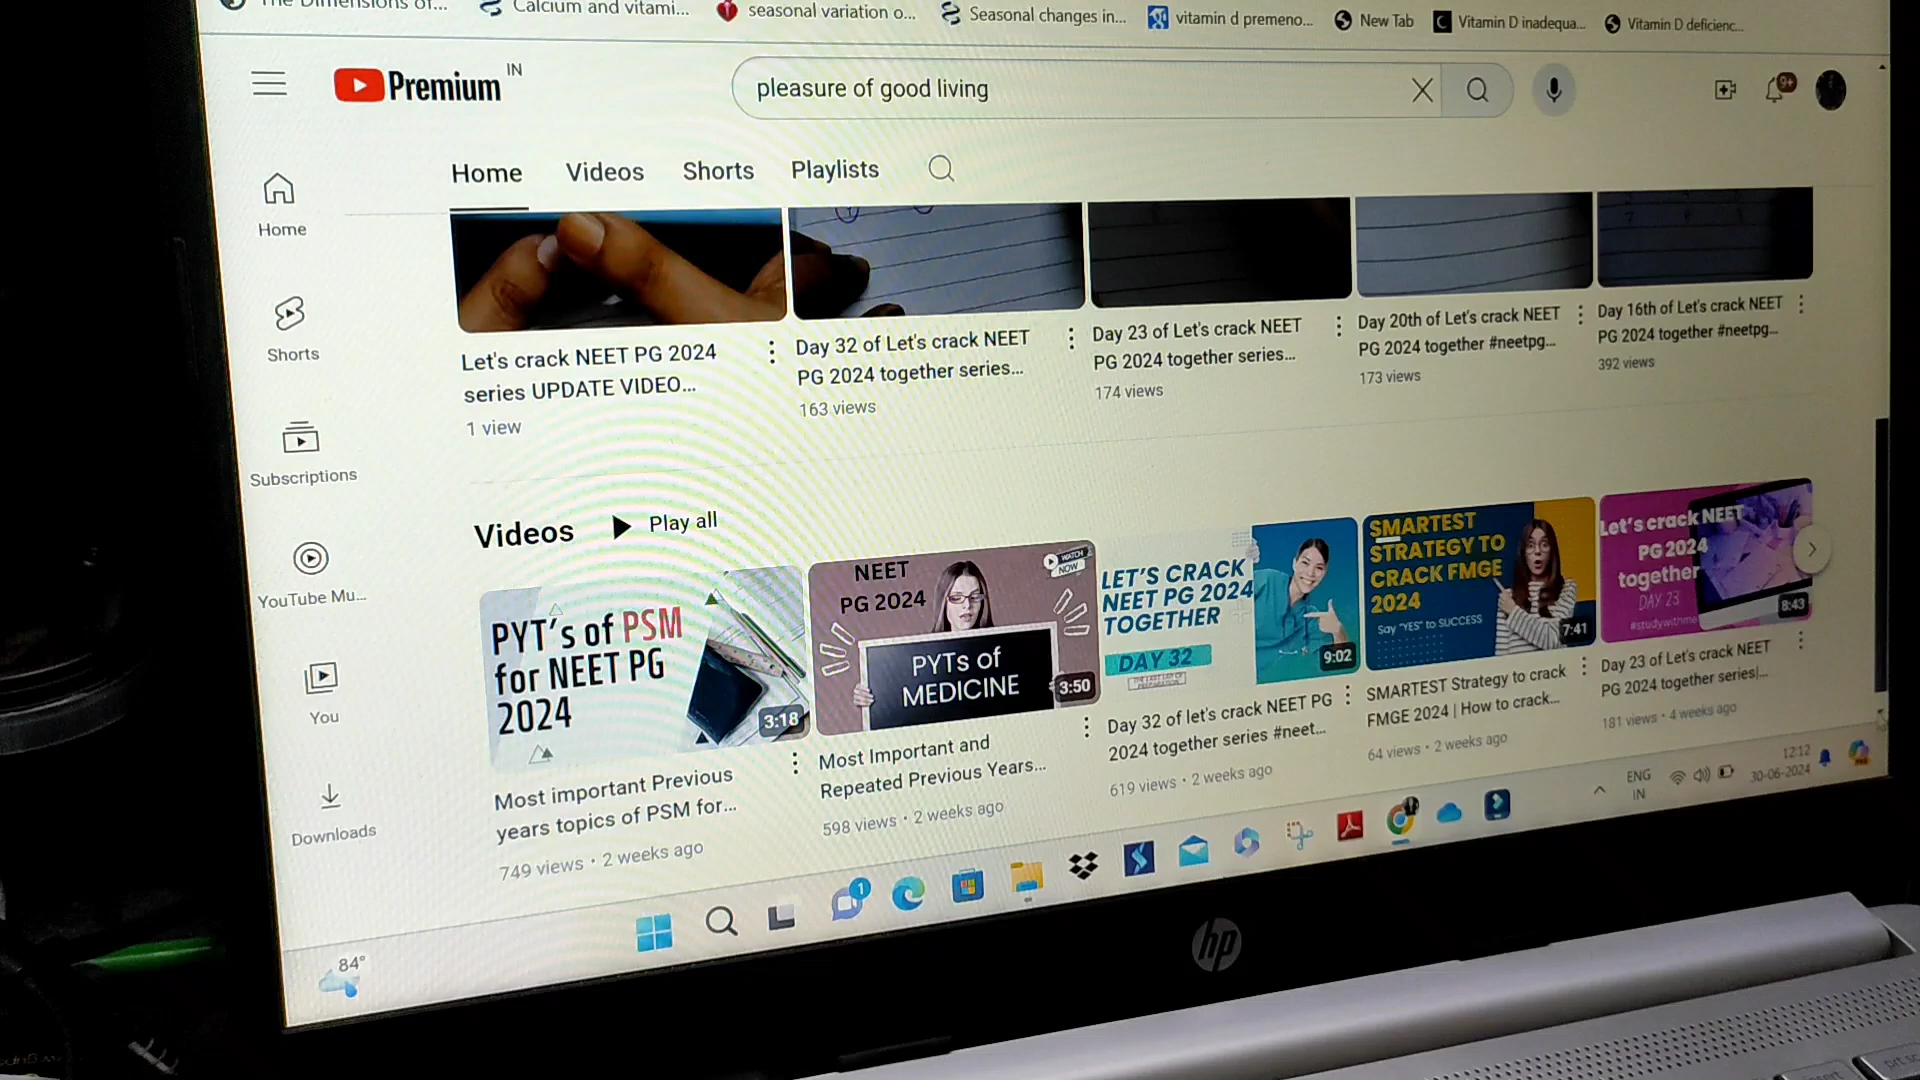 Calcium and vitami...
seasonal variation o...
Seasonal changes in...
vitamin d premeno...
New Tab
Vitamin D inadequa...
Vitamin D deficienc...
Premium
IN
pleasure of good living
9+
Home
Videos
Shorts
Playlists
Home
Shorts
Subscriptions
YouTube Mu...
You
Downloads
Let's crack NEET PG 2024
series UPDATE VIDEO...
1 view
Day 32 of Let's crack NEET
PG 2024 together series...
163 views
Day 23 of Let's crack NEET
PG 2024 together series...
174 views
Day 20th of Let's crack NEET
PG 2024 together #neetpg...
173 views
Day 16th of Let's crack NEET
PG 2024 together #neetpg...
392 views
Videos
Play all
PYT's of PSM
for NEET PG
2024
3:18
Most important Previous
years topics of PSM for...
749 views • 2 weeks ago
NEET
PG 2024
WATCH
NOW
PYTs of
MEDICINE
3:50
Most Important and
Repeated Previous Years...
598 views • 2 weeks ago
LET'S CRACK
NEET PG 2024
TOGETHER
DAY 32
9:02
Day 32 of let's crack NEET PG
2024 together series #neet...
619 views • 2 weeks ago
SMARTEST
STRATEGY TO
CRACK FMGE
2024
Say "YES" to SUCCESS
7:41
SMARTEST Strategy to crack
FMGE 2024 | How to crack...
64 views • 2 weeks ago
Let's crack NEET
PG 2024
together
DAY 23
#studywithme
8:43
Day 23 of Let's crack NEET
PG 2024 together series|...
181 views • 4 weeks ago
84°
1
ENG
IN
12:12
30-06-2024
hp